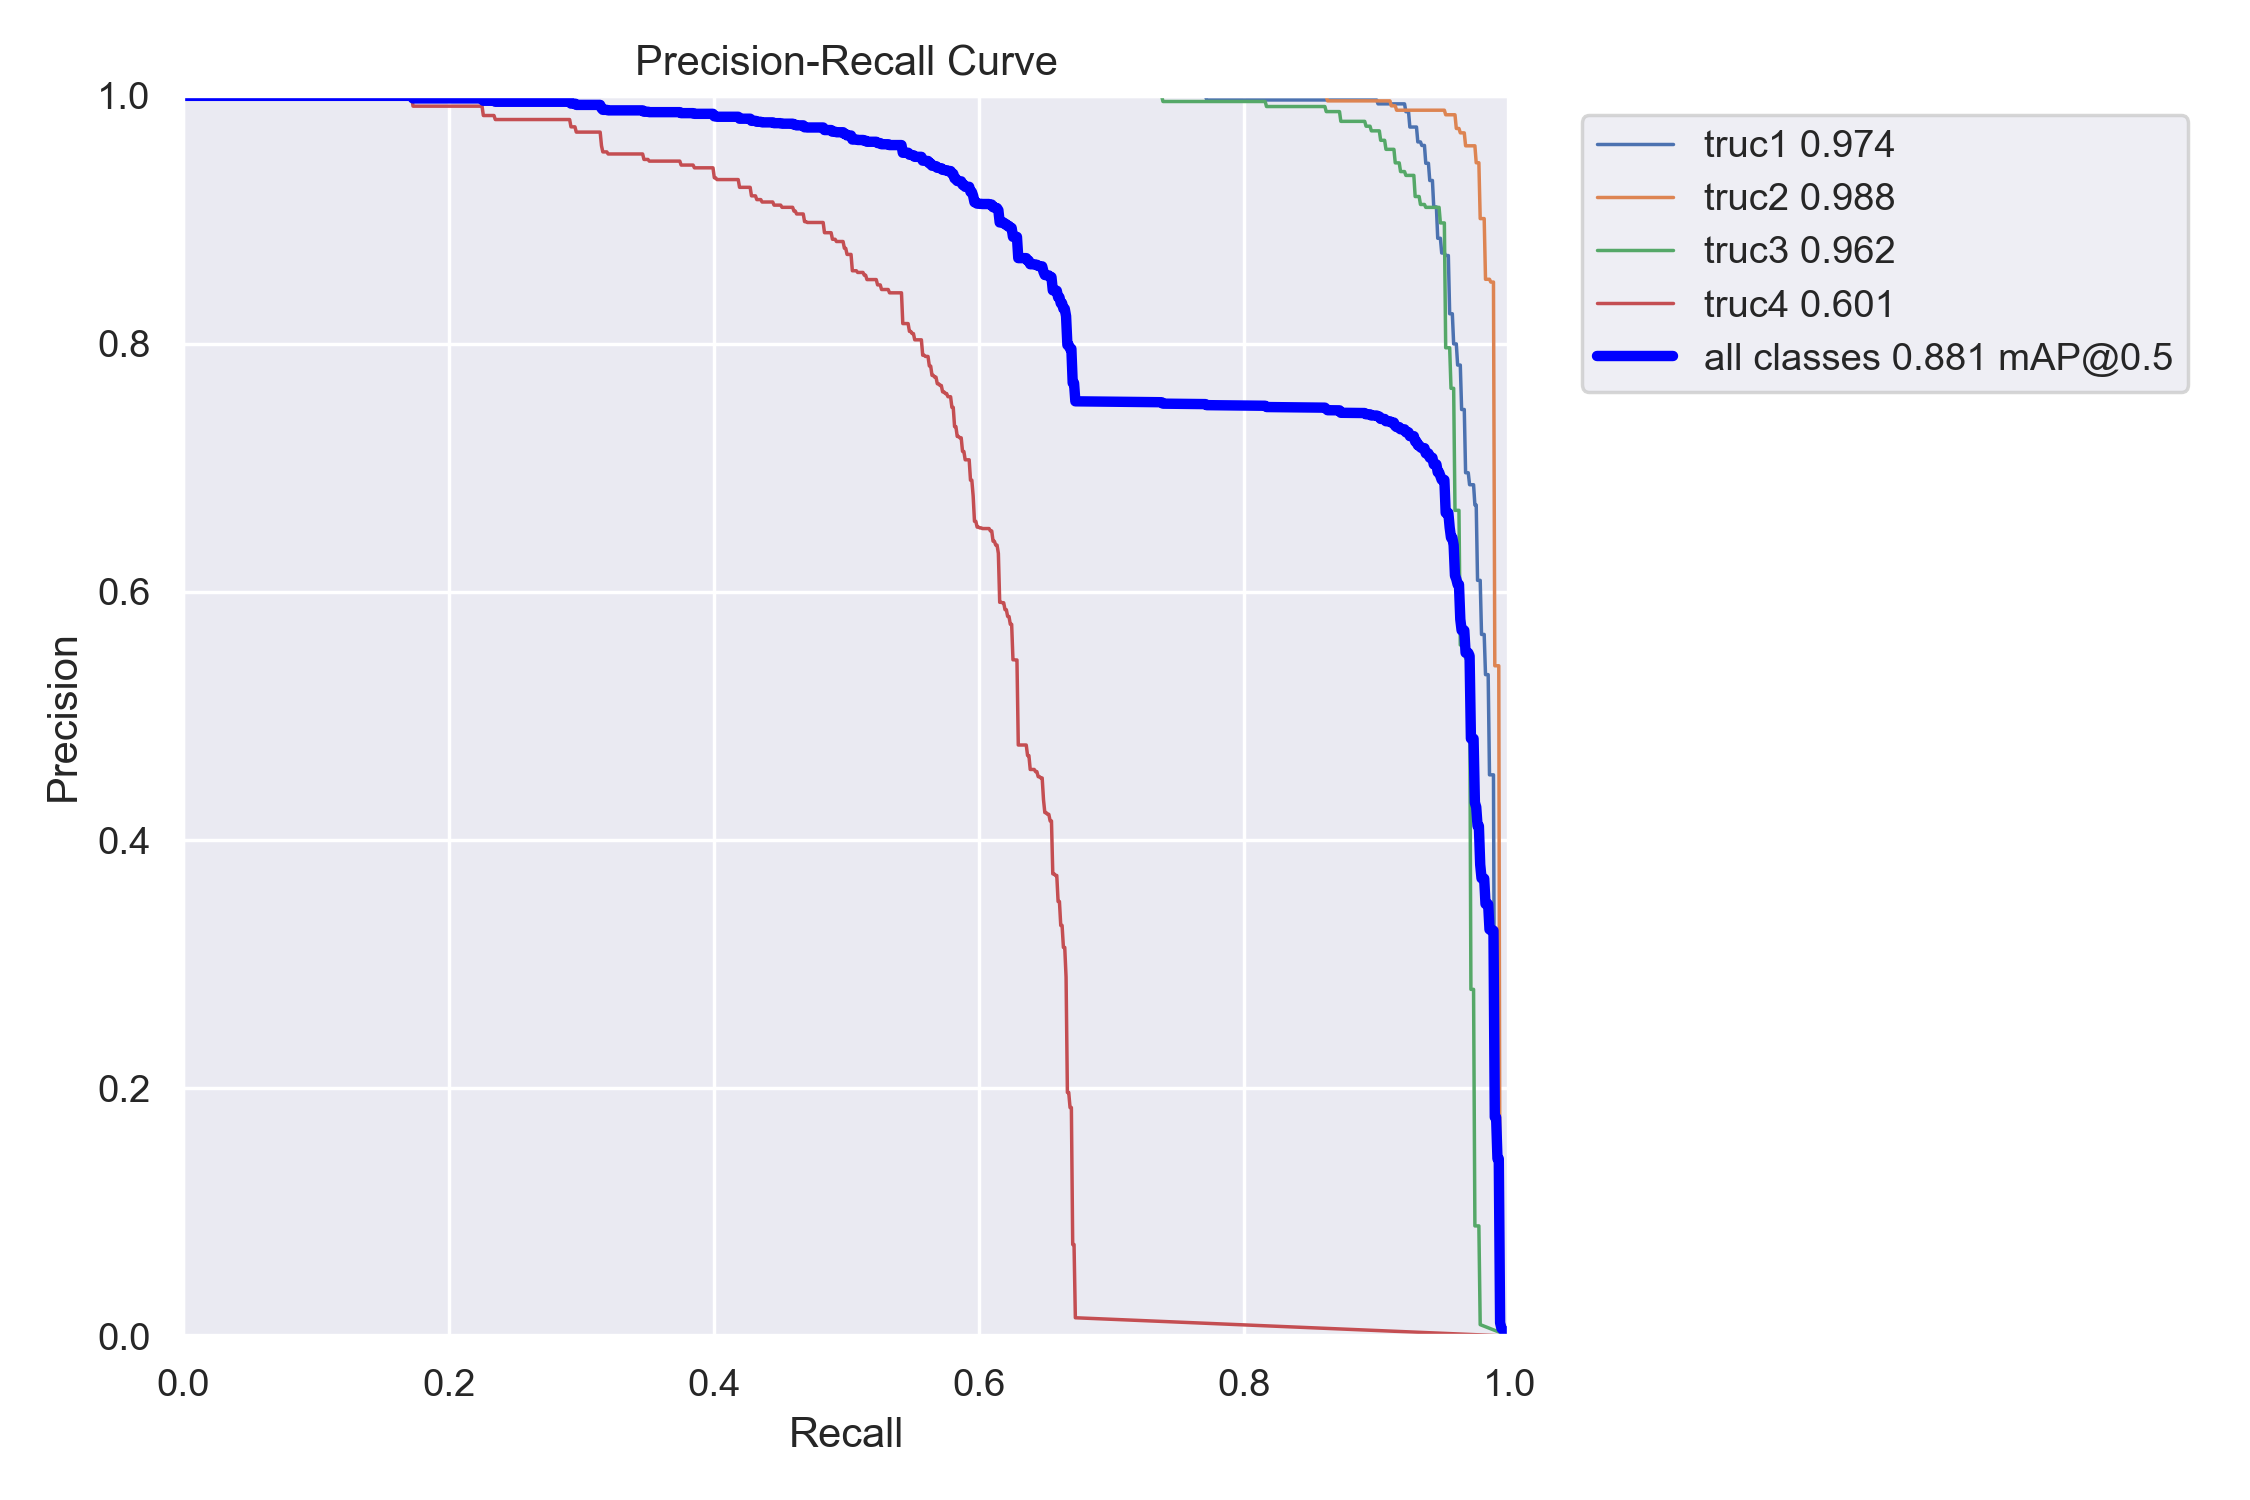 Precision-Recall Curve
1.0
0.8
0.6
0.4
0.2
0.0
Precision
0.0 0.2 0.4 0.6 0.8 1.0
Recall
truc1 0.974
truc2 0.988
truc3 0.962
truc4 0.601
all classes 0.881 mAP@0.5